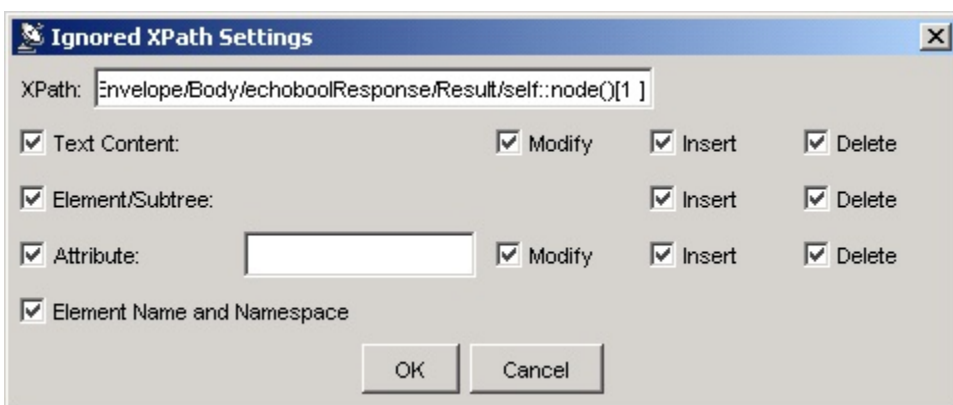 Ignored XPath Settings
XPath: Envelope/Body/echoboolResponse/Result/self::node()[1 ]
Text Content: Modify Insert Delete
Element/Subtree: Insert Delete
Attribute: Modify Insert Delete
Element Name and Namespace
OK Cancel